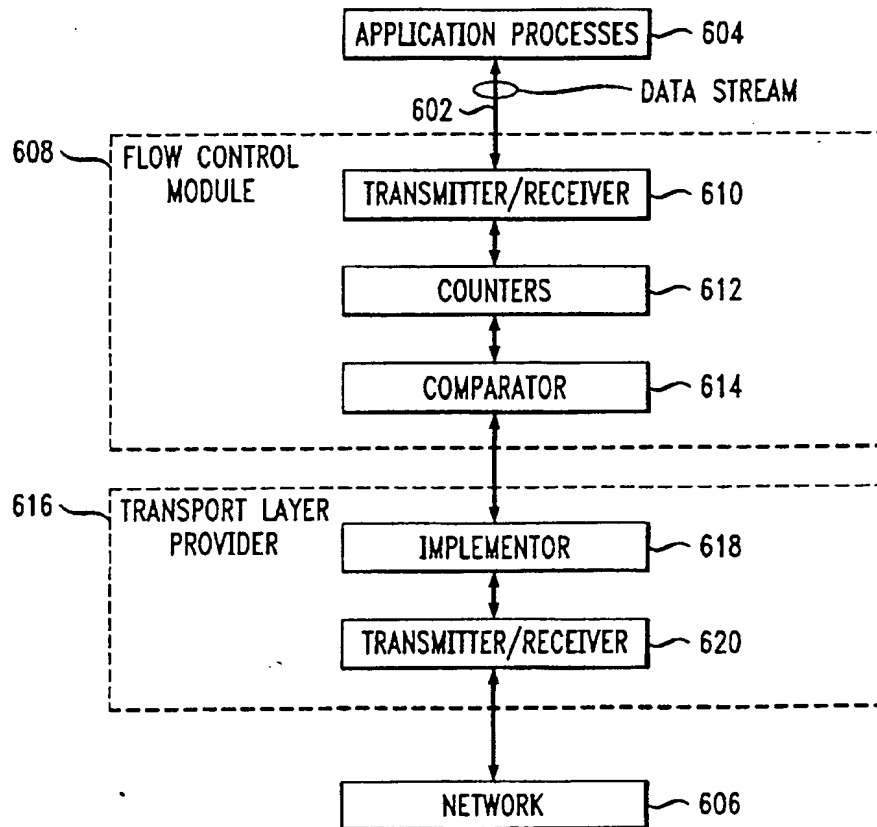 APPLICATION PROCESSES 604
602 DATA STREAM
608 FLOW CONTROL
MODULE
TRANSMITTER/RECEIVER 610
COUNTERS 612
COMPARATOR 614
616 TRANSPORT LAYER
PROVIDER
IMPLEMENTOR 618
TRANSMITTER/RECEIVER 620
NETWORK 606